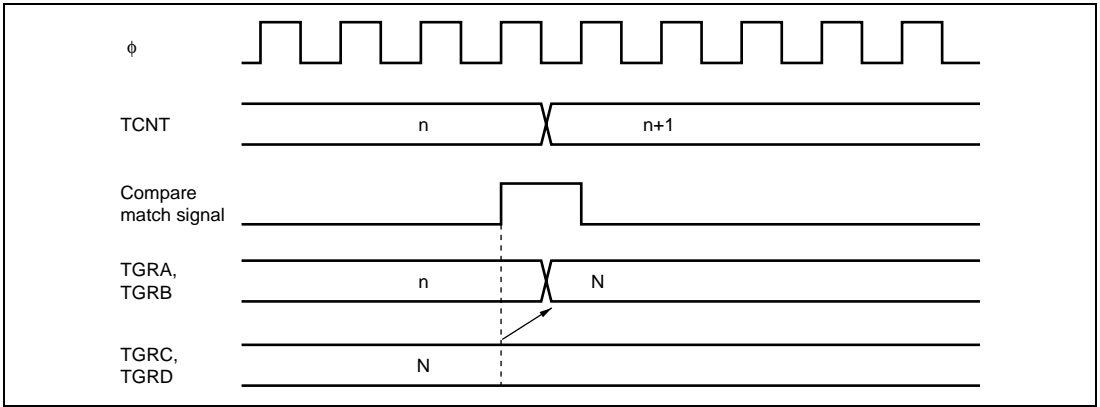 ϕ
TCNT n n+1
Compare
match signal
TGRA,
TGRB n N
TGRC,
TGRD N